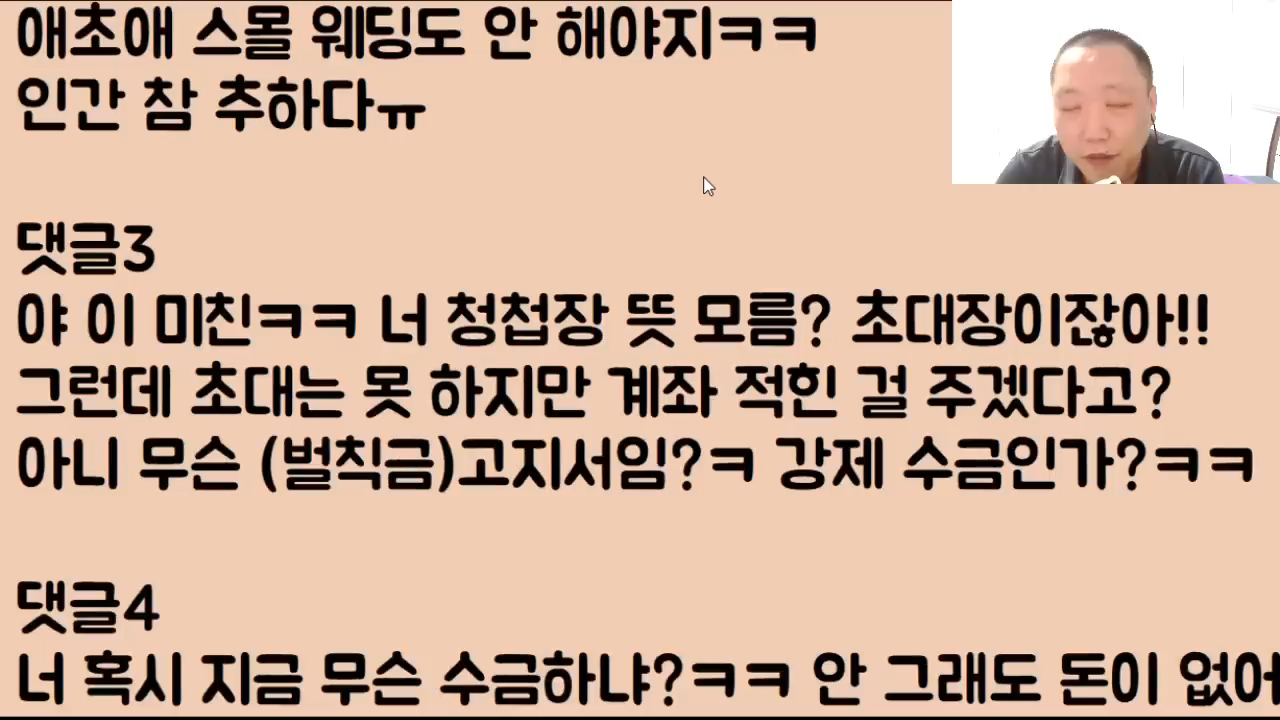 애초애 스몰 웨딩도 안 해야지ㅋㅋ
인간 참 추하다ㅠ
댓글3
야 이 미친ㅋㅋ 너 청첩장 뜻 모름? 초대장이잖아!!
그런데 초대는 못 하지만 계좌 적힌 걸 주겠다고?
아니 무슨 (벌칙금)고지서임?ㅋ 강제 수금인가?ㅋㅋ
댓글4
너 혹시 지금 무슨 수금하냐?ㅋㅋ 안 그래도 돈이 없어